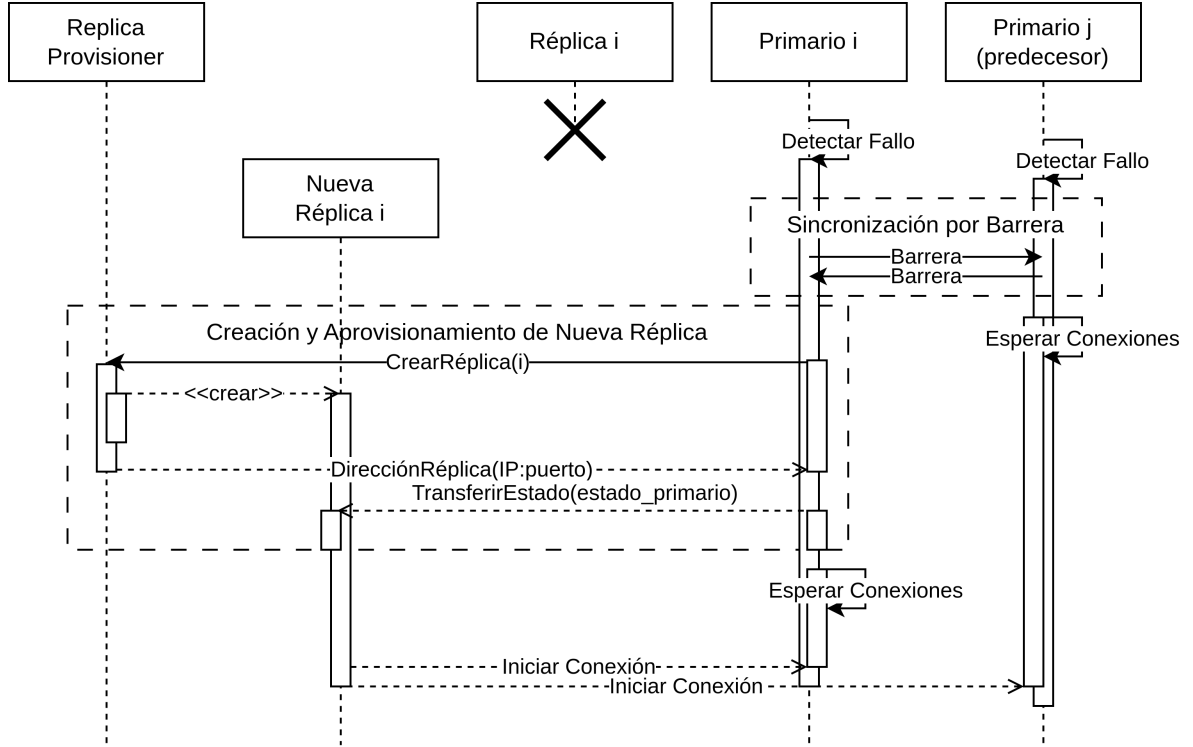 Replica
Provisioner
Réplica i
Primario i
Primario j
(predecesor)
Detectar Fallo
Detectar Fallo
Nueva
Réplica i
Sincronización por Barrera
Barrera
Barrera
Creación y Aprovisionamiento de Nueva Réplica
Esperar Conexiones
CrearRéplica(i)
<<crear>>
DirecciónRéplica(IP:puerto)
TransferirEstado(estado_primario)
Esperar Conexiones
Iniciar Conexión
Iniciar Conexión